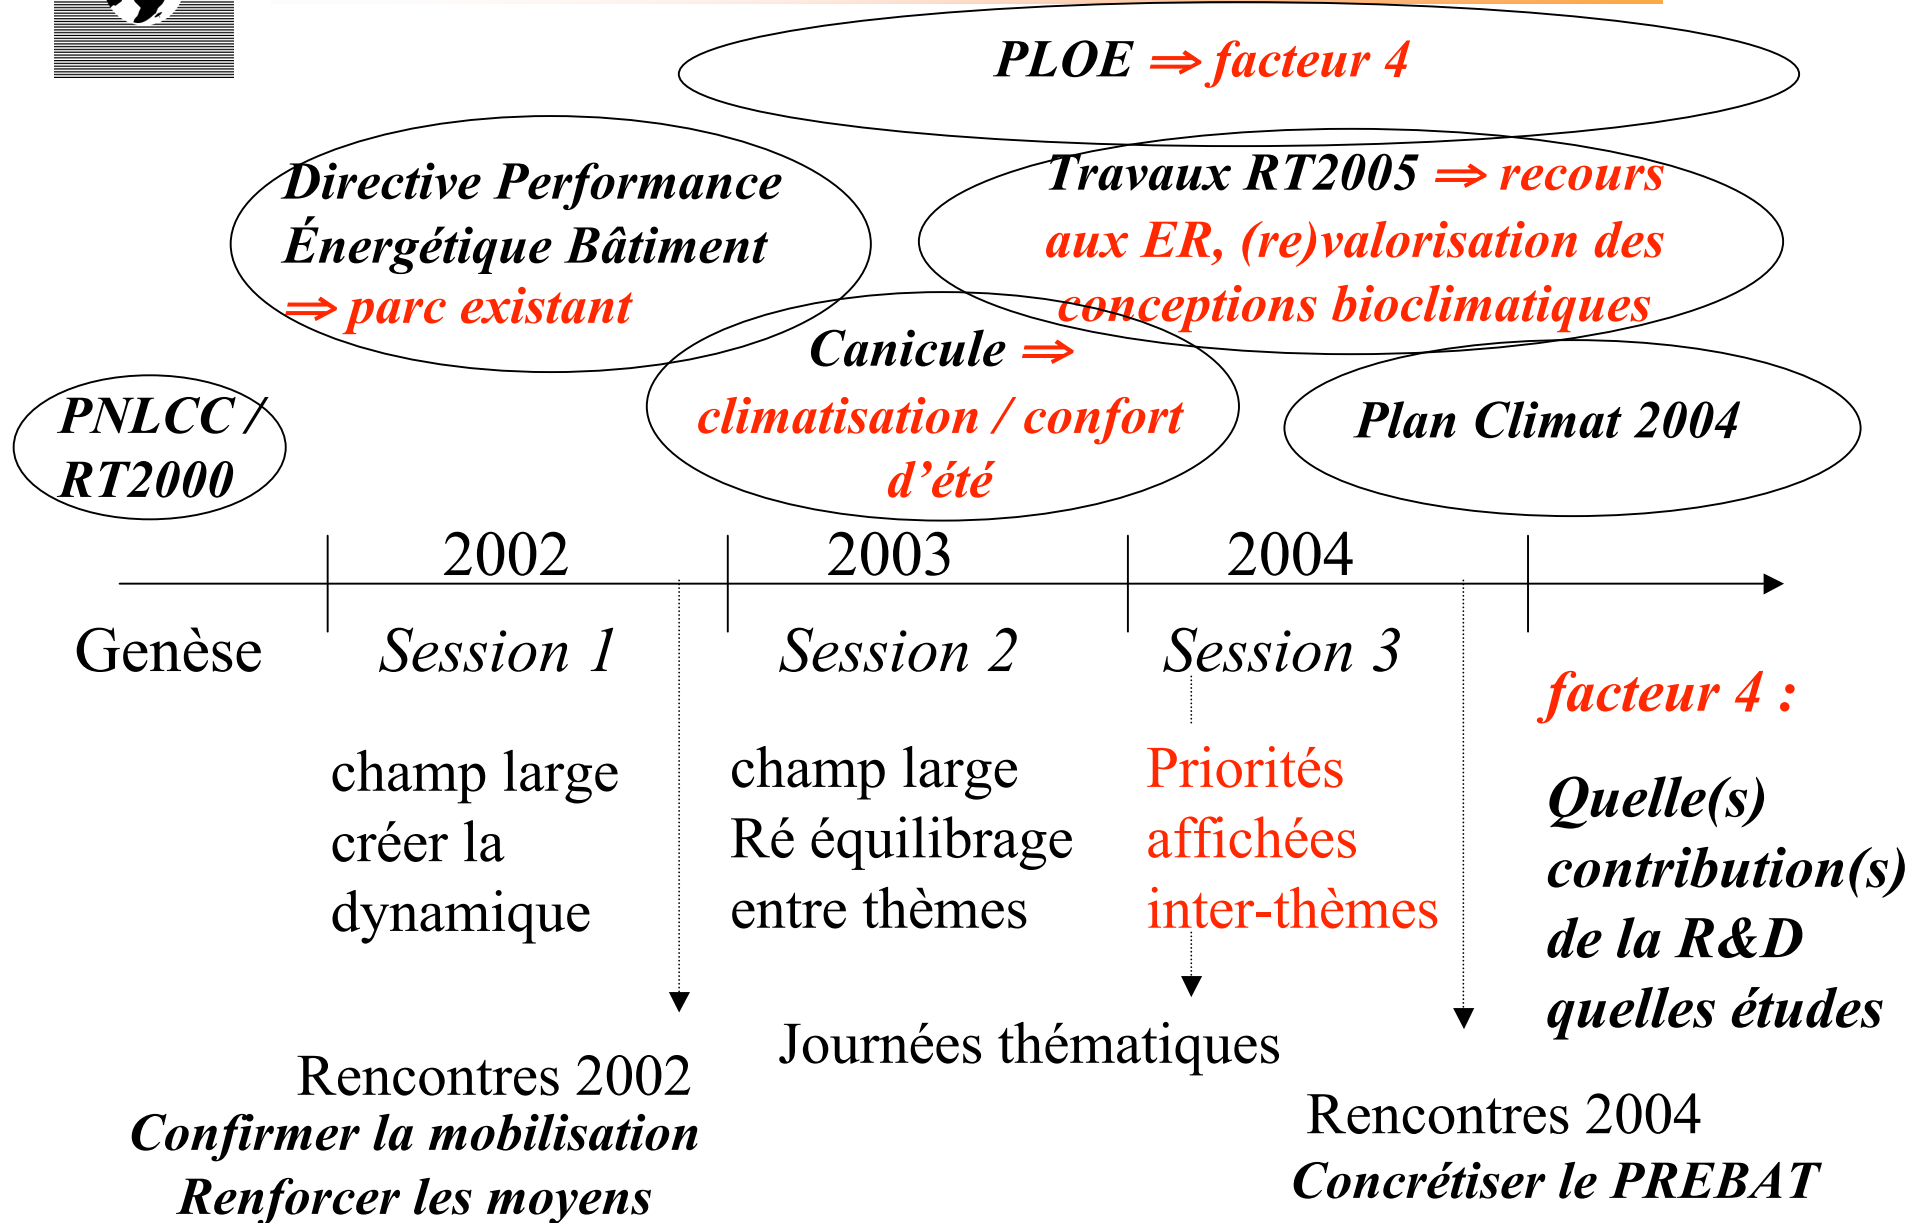 PLOE ⇒ facteur 4
Directive Performance
Énergétique Bâtiment
⇒ parc existant
Travaux RT2005 ⇒ recours
aux ER, (re)valorisation des
conceptions bioclimatiques
Canicule ⇒
climatisation / confort
d’été
PNLCC /
RT2000
Plan Climat 2004
2002
2003
2004
Genèse
Session 1
Session 2
Session 3
champ large
créer la
dynamique
champ large
Ré équilibrage
entre thèmes
Priorités
affichées
inter-thèmes
facteur 4 :
Quelle(s)
contribution(s)
de la R&D
quelles études
Journées thématiques
Rencontres 2002
Confirmer la mobilisation
Renforcer les moyens
Rencontres 2004
Concrétiser le PREBAT